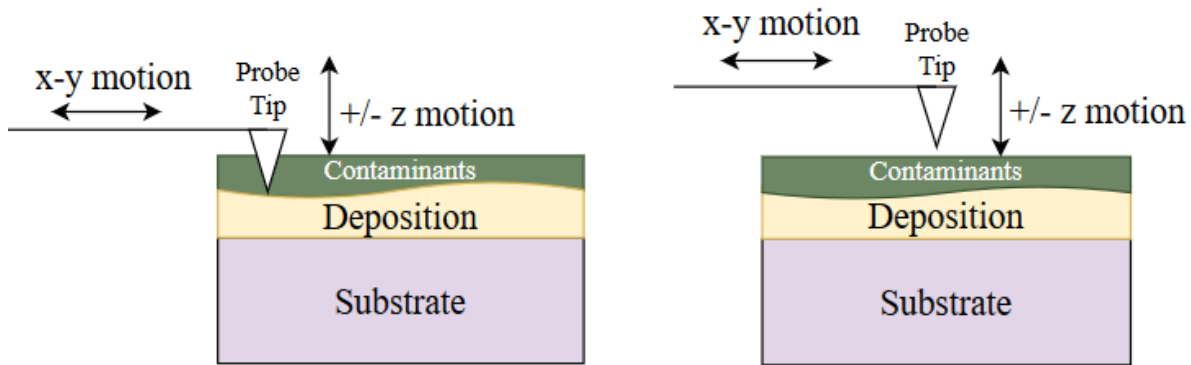 x-y motion
Probe
Tip
+/- z motion
Contaminants
Deposition
Substrate
x-y motion
Probe
Tip
+/- z motion
Contaminants
Deposition
Substrate